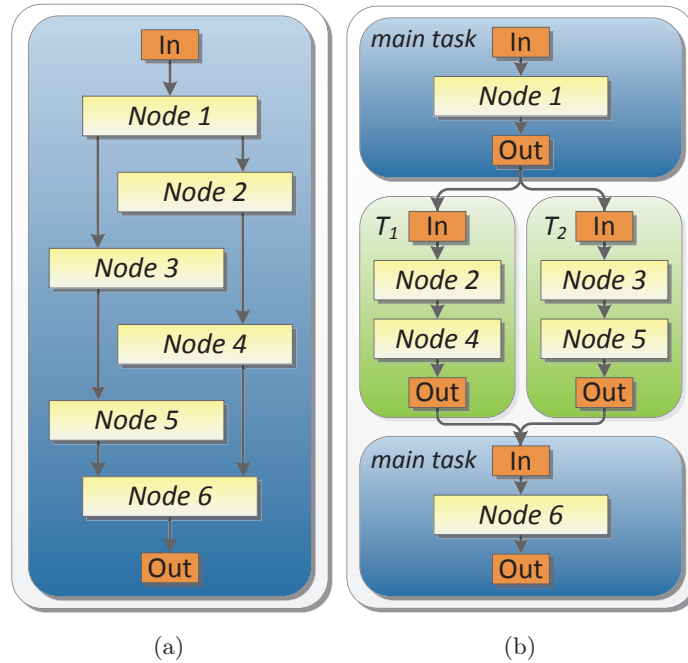 In
Node 1
Node 2
Node 3
Node 4
Node 5
Node 6
Out
(a)
main task
In
Node 1
Out
T1
In
Node 2
Node 4
Out
T2
In
Node 3
Node 5
Out
main task
In
Node 6
Out
(b)